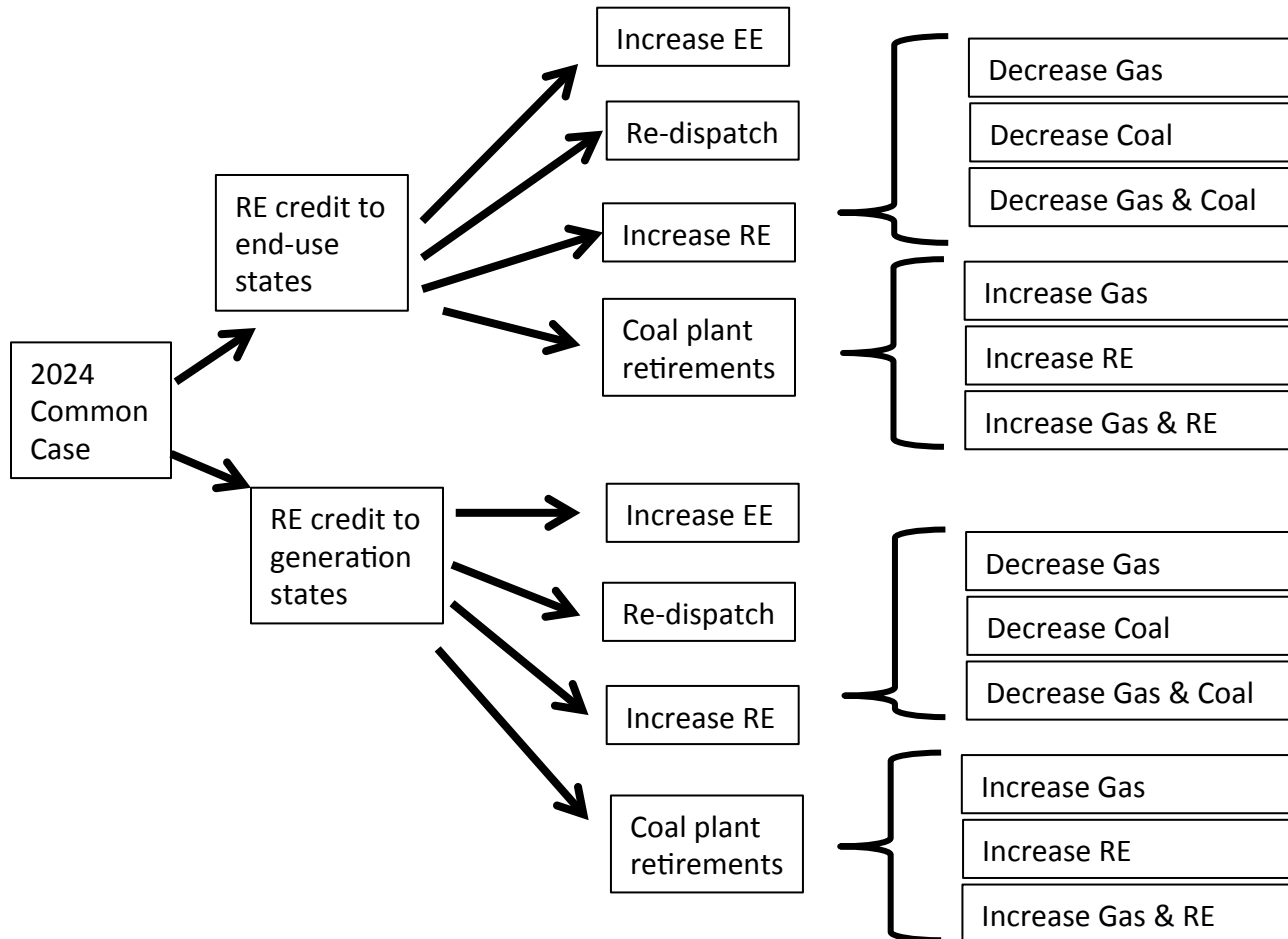 2024
Common
Case
RE credit to
end-use
states
Increase EE
Re-dispatch
Increase RE
Coal plant
retirements
Decrease Gas
Decrease Coal
Decrease Gas & Coal
Increase Gas
Increase RE
Increase Gas & RE
RE credit to
generation
states
Increase EE
Re-dispatch
Increase RE
Coal plant
retirements
Decrease Gas
Decrease Coal
Decrease Gas & Coal
Increase Gas
Increase RE
Increase Gas & RE